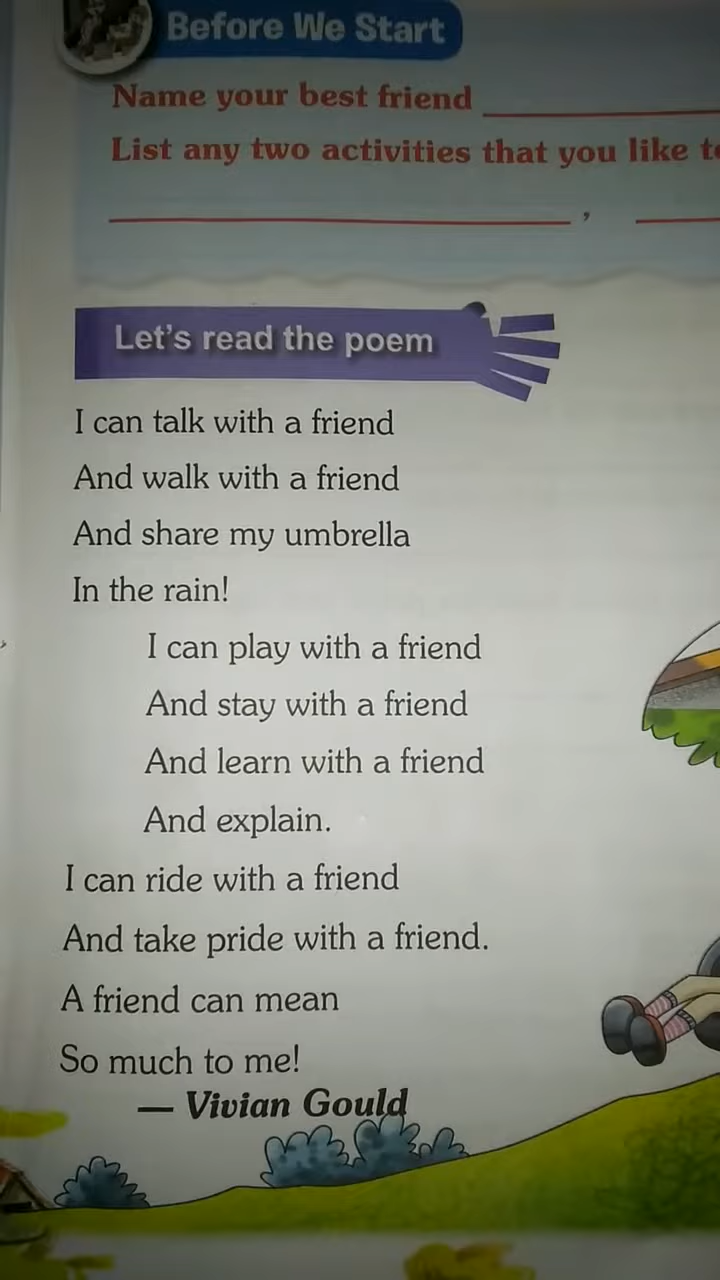 Before We Start
Name your best friend
List any two activities that you like
,
Let's read the poem
I can talk with a friend
And walk with a friend
And share my umbrella
In the rain!
I can play with a friend
And stay with a friend
And learn with a friend
And explain.
I can ride with a friend
And take pride with a friend.
A friend can mean
So much to me!
— Vivian Gould